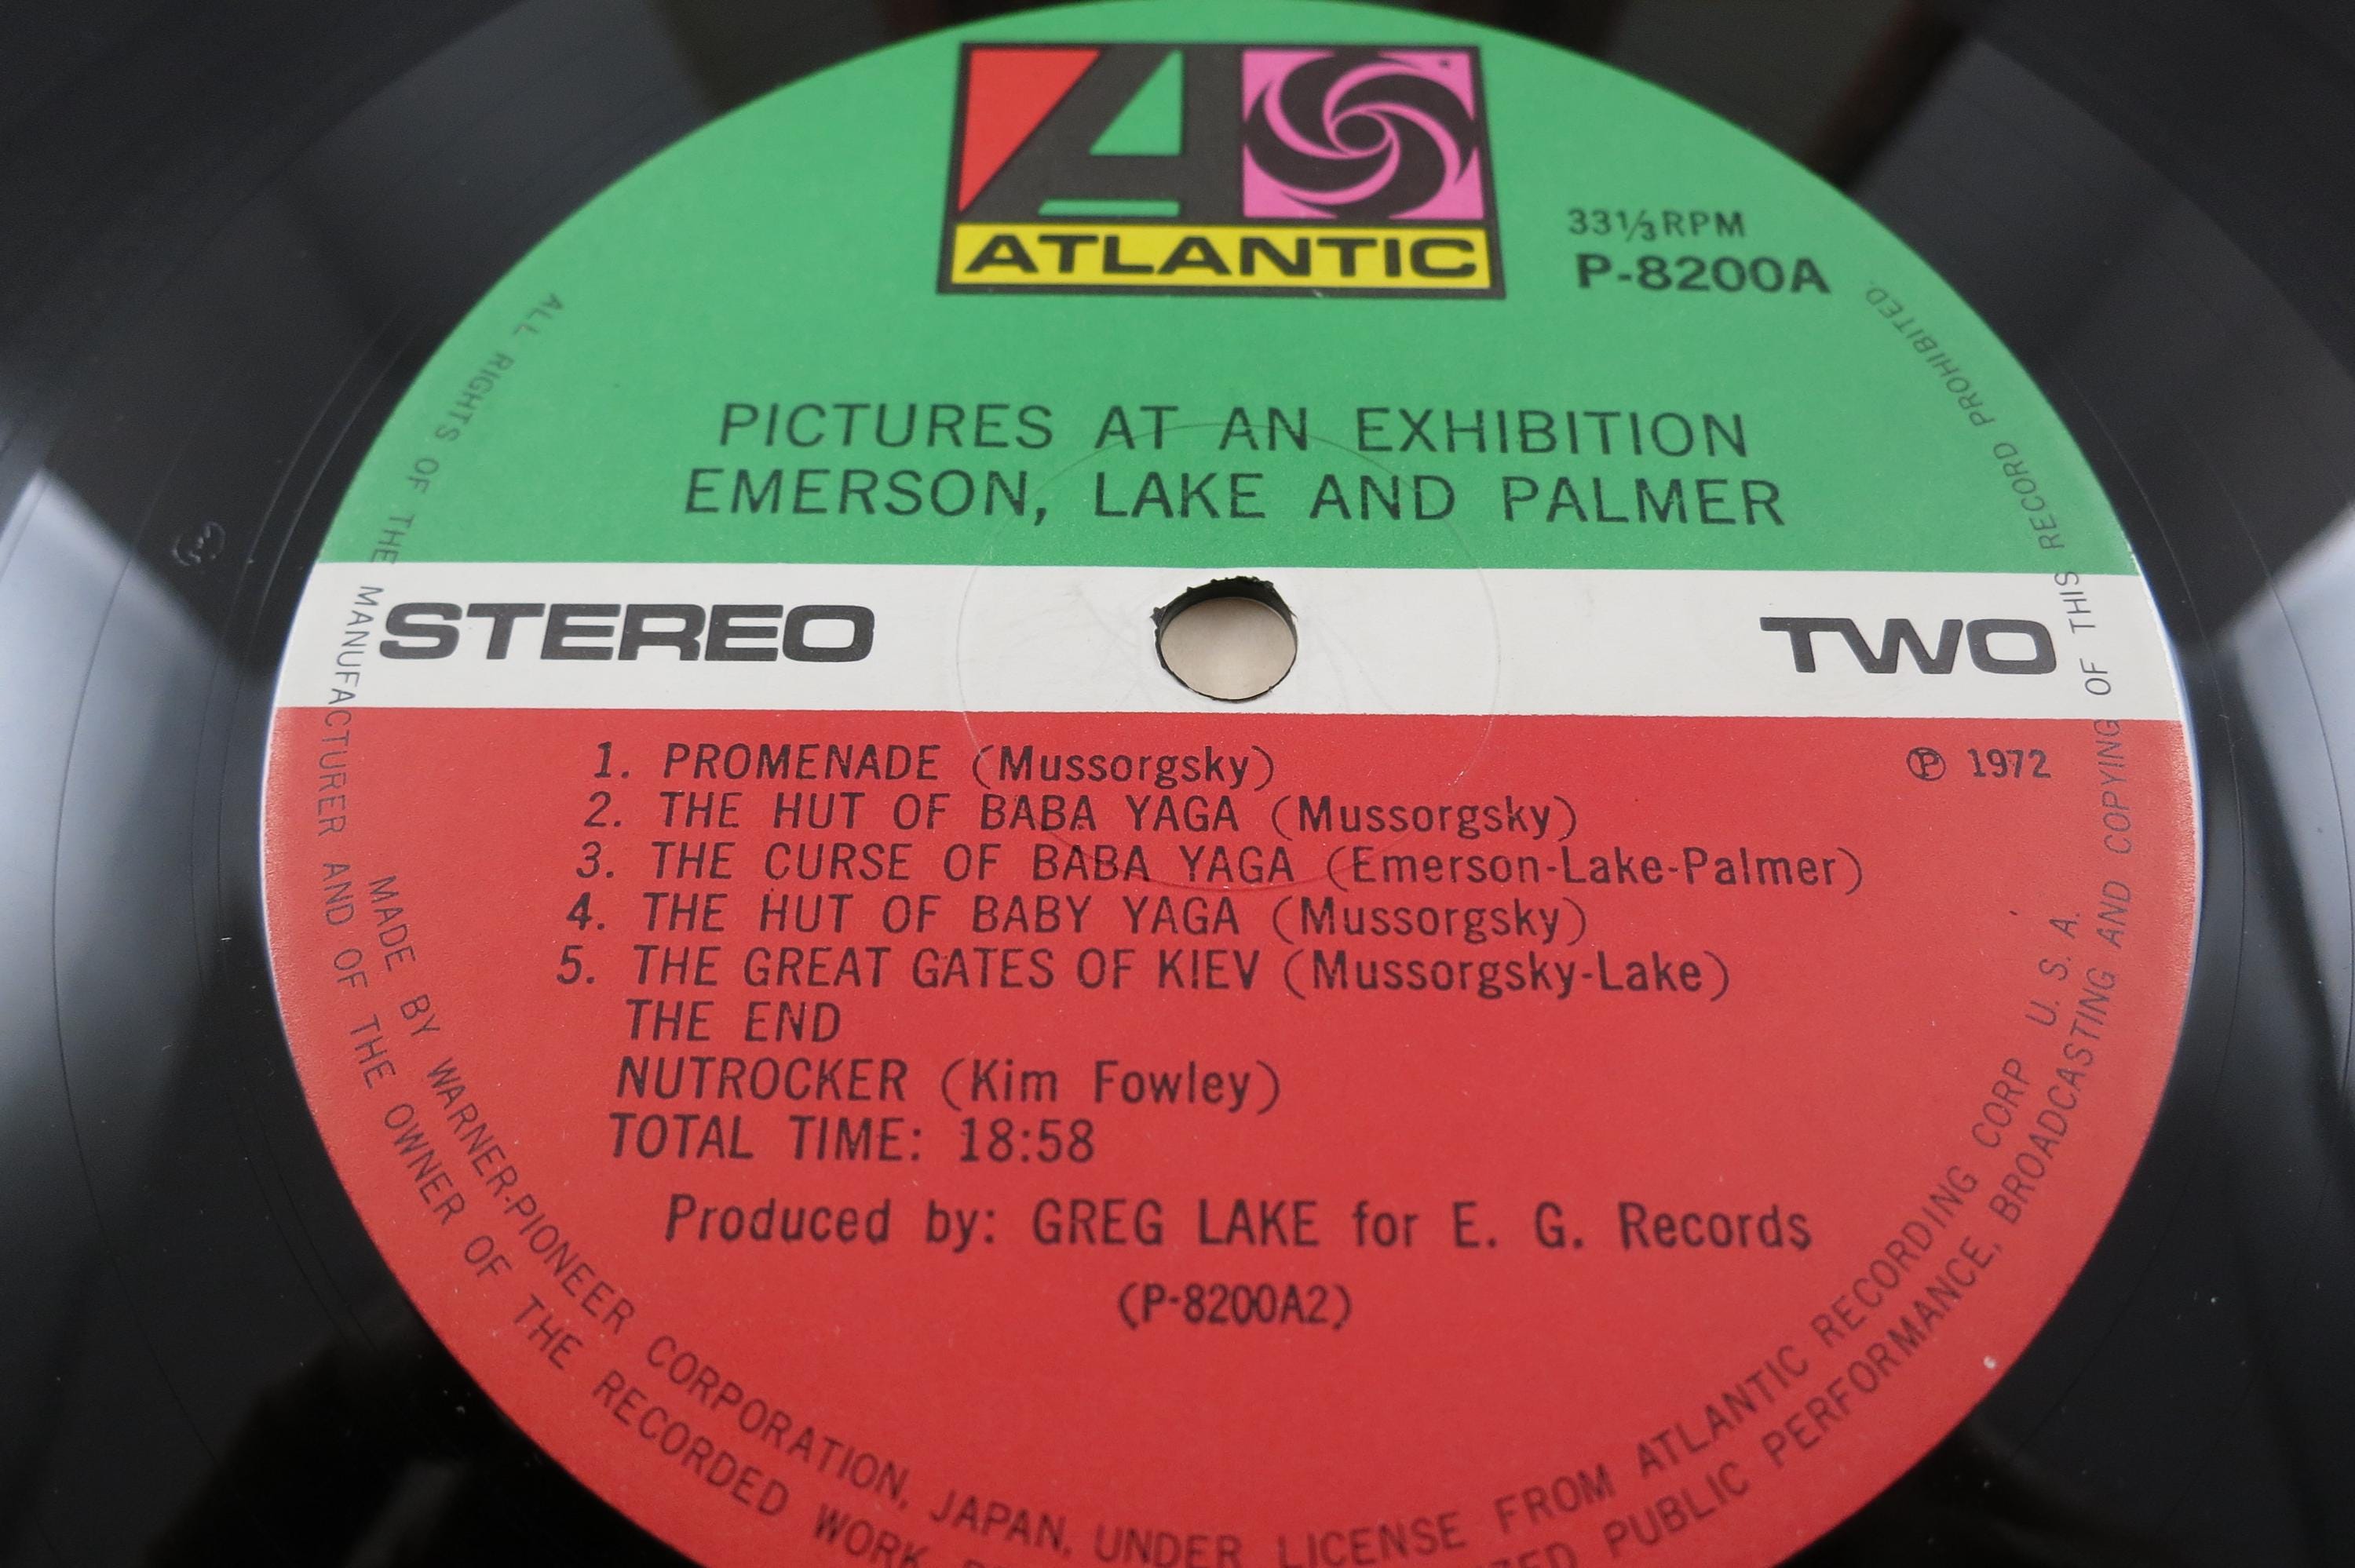 ATLANTIC
33⅓ RPM
P-8200A
PICTURES AT AN EXHIBITION
EMERSON, LAKE AND PALMER
STEREO
TWO
℗ 1972
1. PROMENADE (Mussorgsky)
2. THE HUT OF BABA YAGA (Mussorgsky)
3. THE CURSE OF BABA YAGA (Emerson-Lake-Palmer)
4. THE HUT OF BABY YAGA (Mussorgsky)
5. THE GREAT GATES OF KIEV (Mussorgsky-Lake)
THE END
NUTROCKER (Kim Fowley)
TOTAL TIME: 18:58
Produced by: GREG LAKE for E. G. Records
(P-8200A2)
MADE BY WARNER-PIONEER CORPORATION, JAPAN, UNDER LICENSE FROM ATLANTIC RECORDING CORP U. S. A.
ALL RIGHTS OF THE MANUFACTURER AND OF THE OWNER OF THE RECORDED WORK PUBLIC PERFORMANCE, BROADCASTING AND COPYING OF THIS RECORD PROHIBITED.